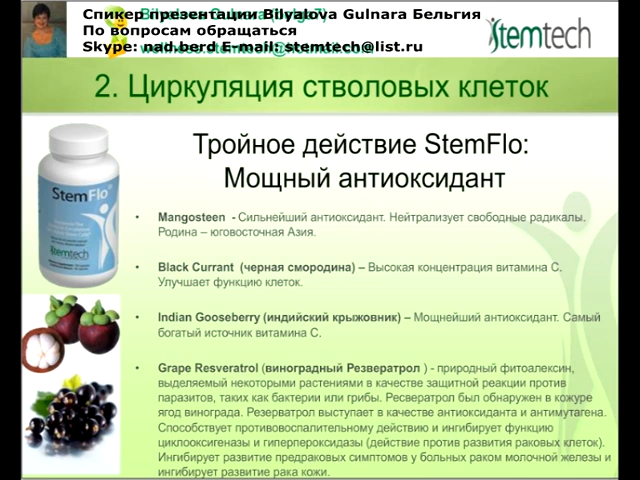 Спикер презентации Bilyalova Gulnara Бельгия
По вопросам обращаться
Skype: nad.berd E-mail: stemtech@list.ru
Stemtech
2. Циркуляция стволовых клеток
Тройное действие StemFlo:
Мощный антиоксидант
StemFlo
Stemtech
• Mangosteen - Сильнейший антиоксидант. Нейтрализует свободные радикалы.
Родина – юговосточная Азия.
• Black Currant (черная смородина) – Высокая концентрация витамина С.
Улучшает функцию клеток.
• Indian Gooseberry (индийский крыжовник) – Мощнейший антиоксидант. Самый
богатый источник витамина С.
• Grape Resveratrol (виноградный Резвератрол ) - природный фитоалексин,
выделяемый некоторыми растениями в качестве защитной реакции против
паразитов, таких как бактерии или грибы. Ресвератрол был обнаружен в кожуре
ягод винограда. Резерватрол выступает в качестве антиоксиданта и антимутагена.
Способствует противовоспалительному действию и ингибирует функцию
циклооксигеназы и гиперпероксидазы (действие против развития раковых клеток).
Ингибирует развитие предраковых симптомов у больных раком молочной железы и
ингибирует развитие рака кожи.